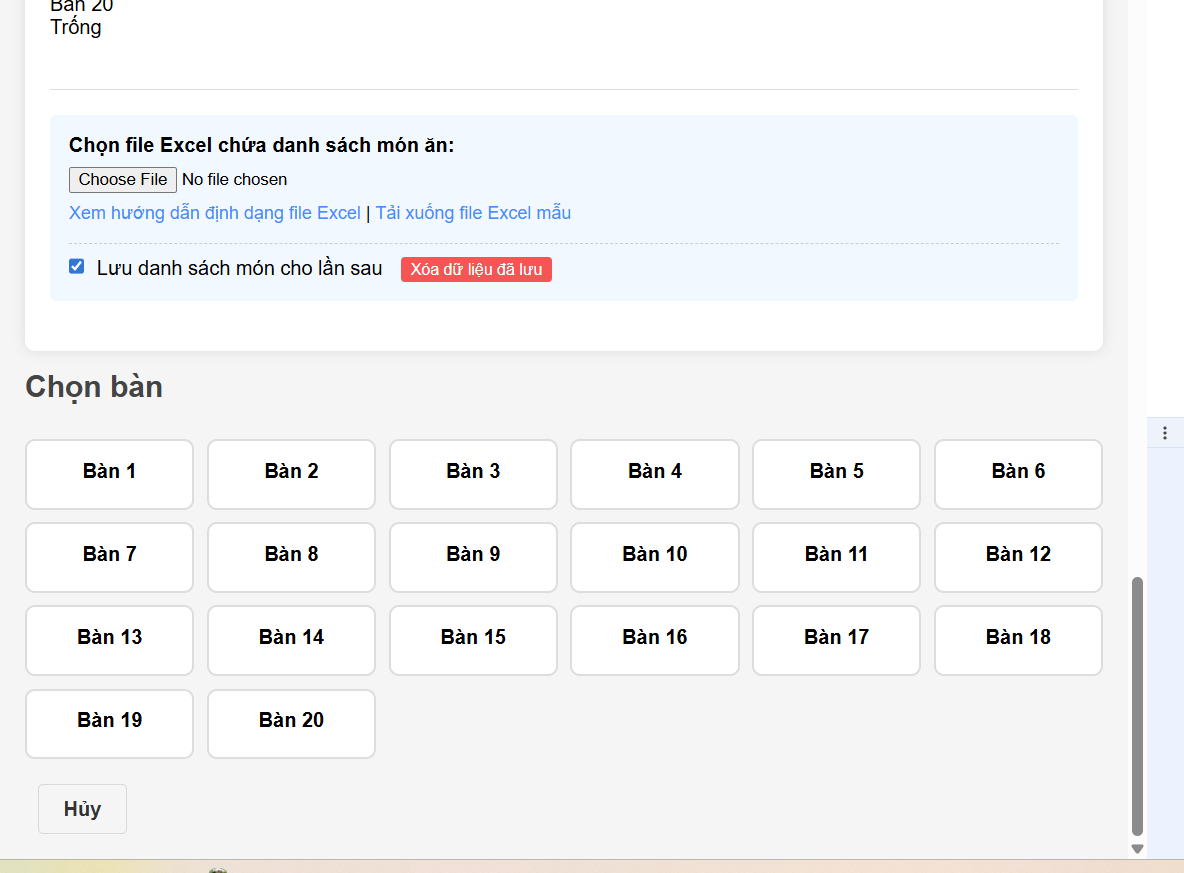 Bàn 20
Trống
Chọn file Excel chứa danh sách món ăn:
Choose File No file chosen
Xem hướng dẫn định dạng file Excel | Tải xuống file Excel mẫu
Lưu danh sách món cho lần sau Xóa dữ liệu đã lưu
Chọn bàn
Bàn 1 Bàn 2 Bàn 3 Bàn 4 Bàn 5 Bàn 6
Bàn 7 Bàn 8 Bàn 9 Bàn 10 Bàn 11 Bàn 12
Bàn 13 Bàn 14 Bàn 15 Bàn 16 Bàn 17 Bàn 18
Bàn 19 Bàn 20
Hủy